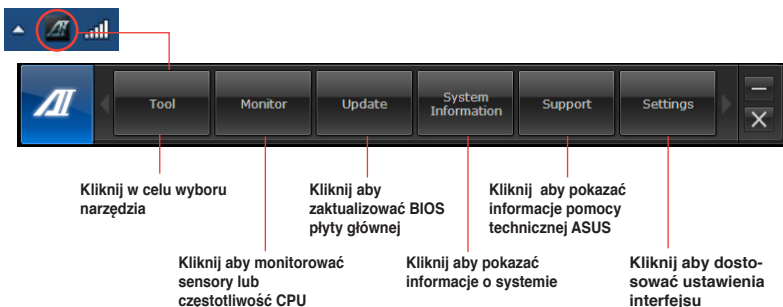 Tool
Monitor
Update
System
Information
Support
Settings
Kliknij w celu wyboru
narzędzia
Kliknij aby
zaktualizować BIOS
płyty głównej
Kliknij aby pokazać
informacje pomocy
technicznej ASUS
Kliknij aby monitorować
sensory lub
częstotliwość CPU
Kliknij aby pokazać
informacje o systemie
Kliknij aby dosto-
sować ustawienia
interfejsu